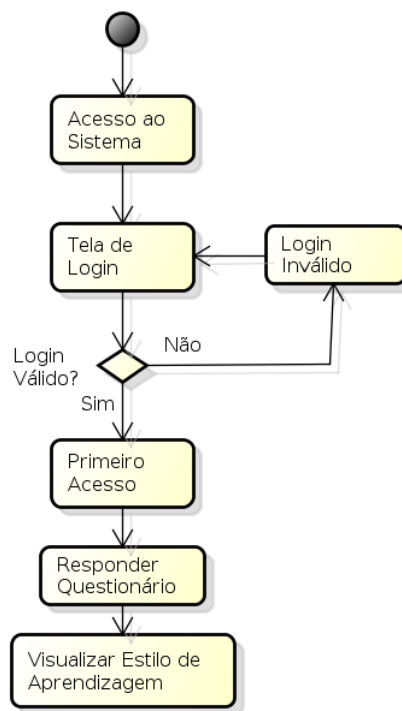 Acesso ao
Sistema
Tela de
Login
Login
Inválido
Login
Válido?
Não
Sim
Primeiro
Acesso
Responder
Questionário
Visualizar Estilo de
Aprendizagem